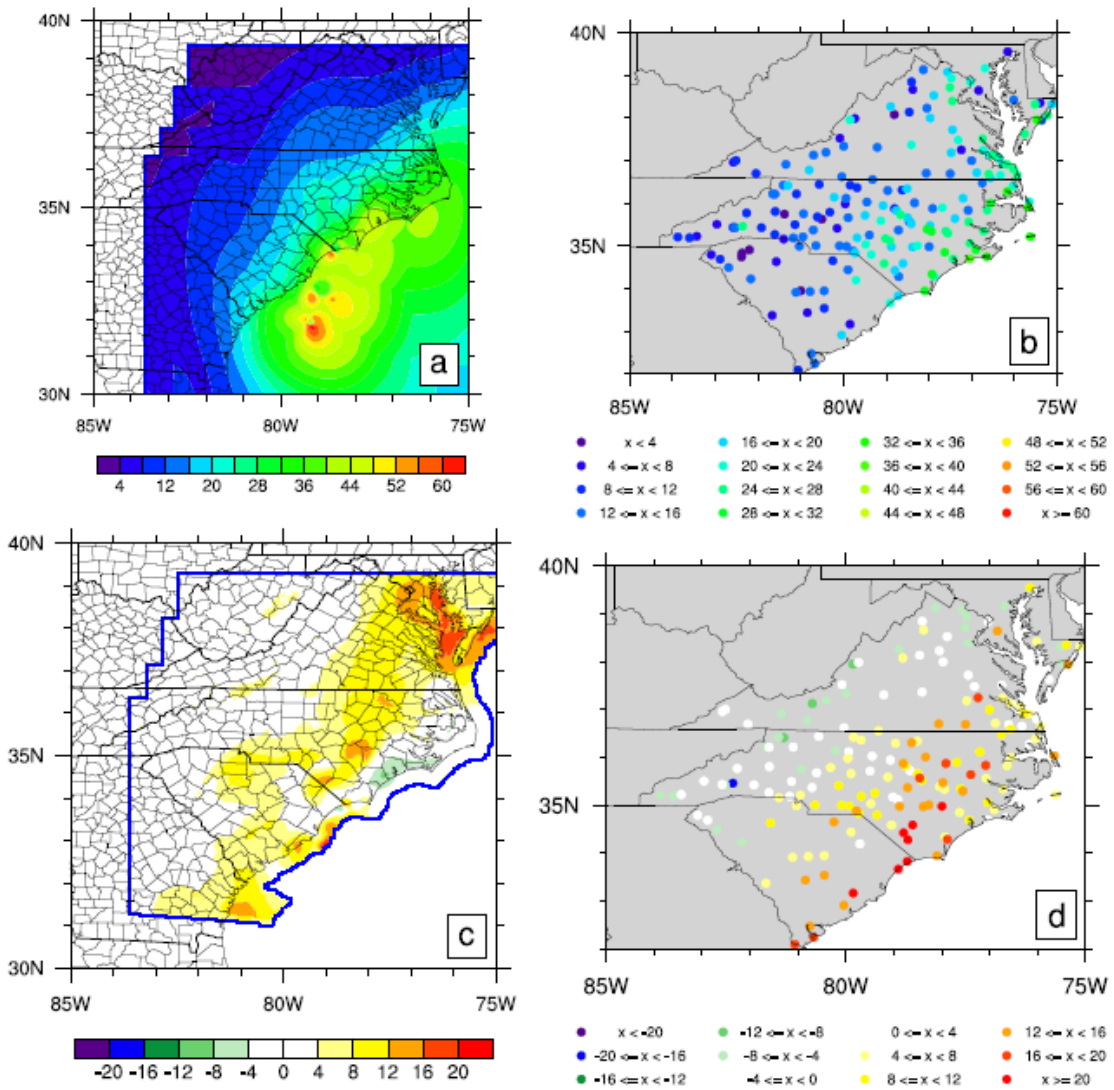 40N
35N
30N
85W 80W 75W
a
4 12 20 28 36 44 52 60
40N
35N
85W 80W 75W
b
x < 4 16 <= x < 20 32 <= x < 36 48 <= x < 52
4 <= x < 8 20 <= x < 24 36 <= x < 40 52 <= x < 56
8 <= x < 12 24 <= x < 28 40 <= x < 44 56 <= x < 60
12 <= x < 16 28 <= x < 32 44 <= x < 48 x >= 60
40N
35N
30N
85W 80W 75W
c
-20 -16 -12 -8 -4 0 4 8 12 16 20
40N
35N
85W 80W 75W
d
x < -20 -12 <= x < -8 0 <= x < 4 12 <= x < 16
-20 <= x < -16 -8 <= x < -4 4 <= x < 8 16 <= x < 20
-16 <= x < -12 -4 <= x < 0 8 <= x < 12 x >= 20